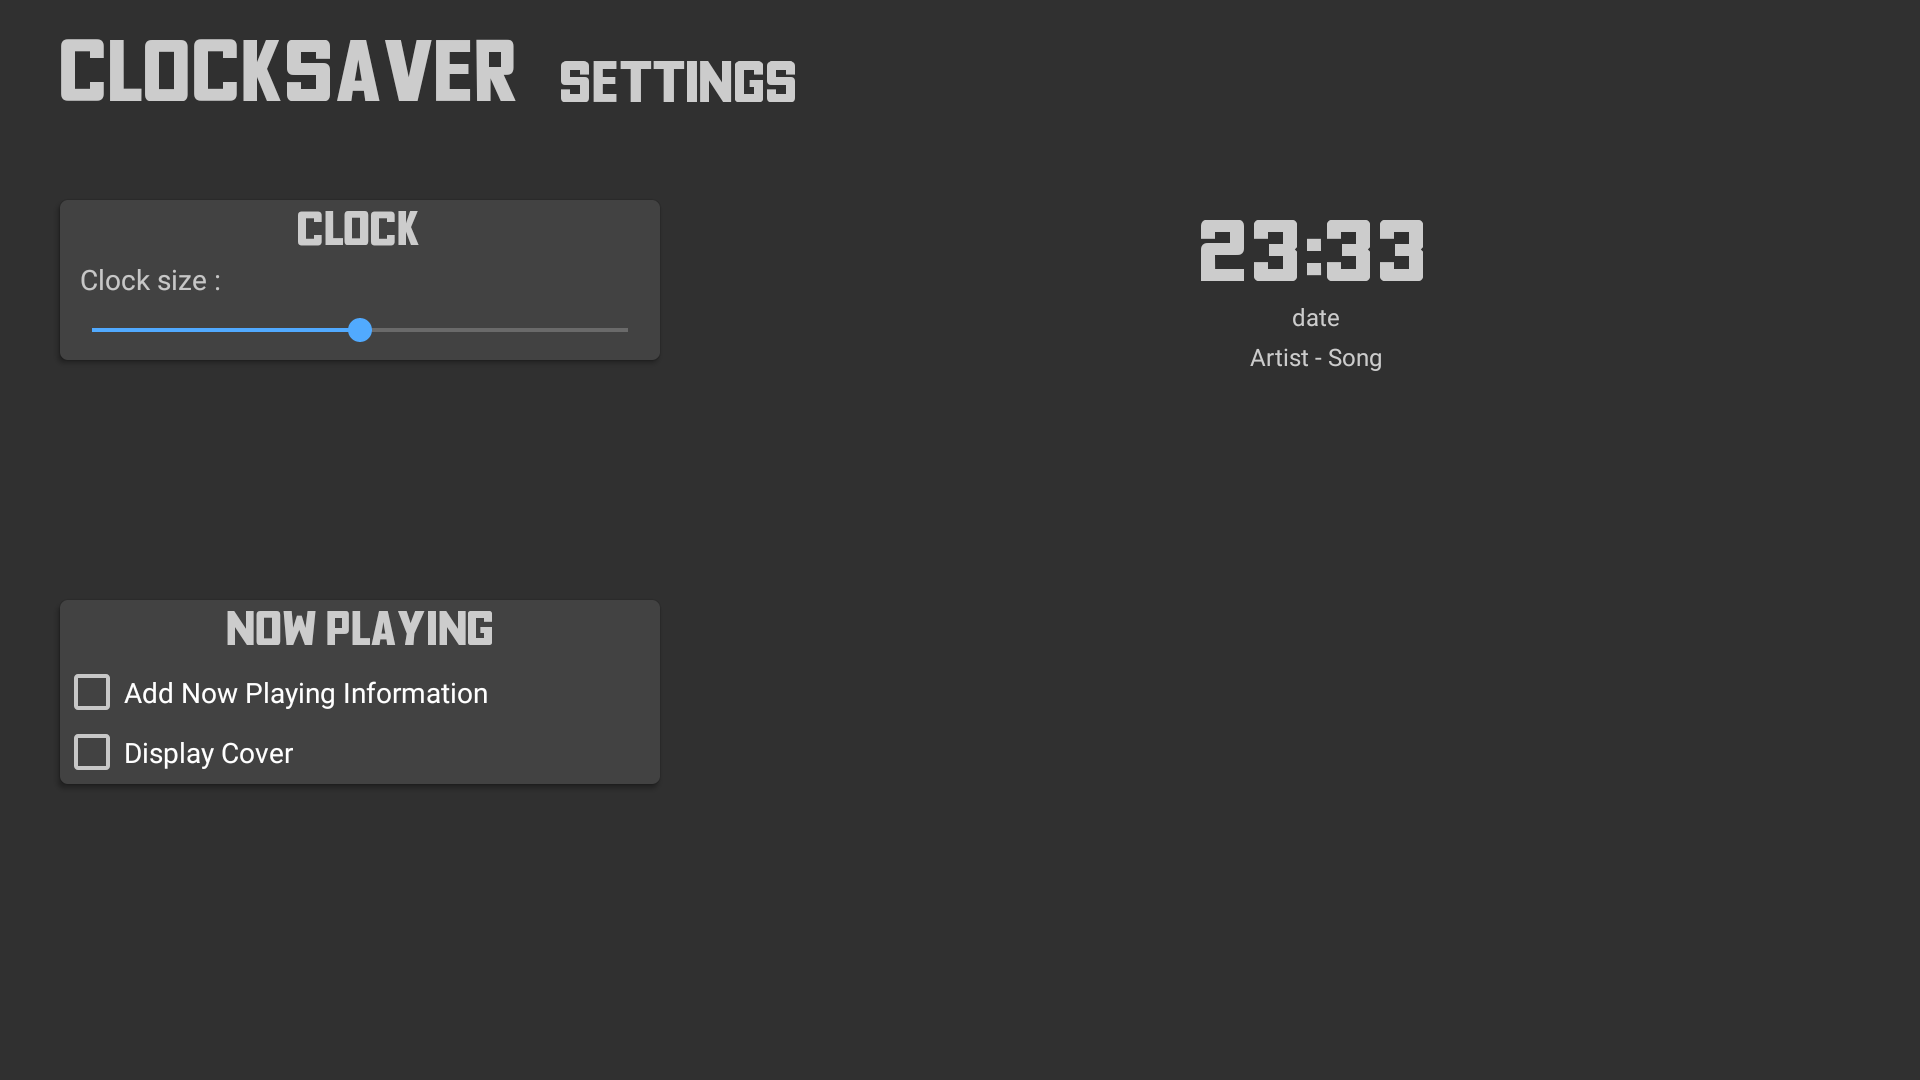 CLOCKSAVER SETTINGS
CLOCK
Clock size :
23:33
date
Artist - Song
NOW PLAYING
Add Now Playing Information
Display Cover